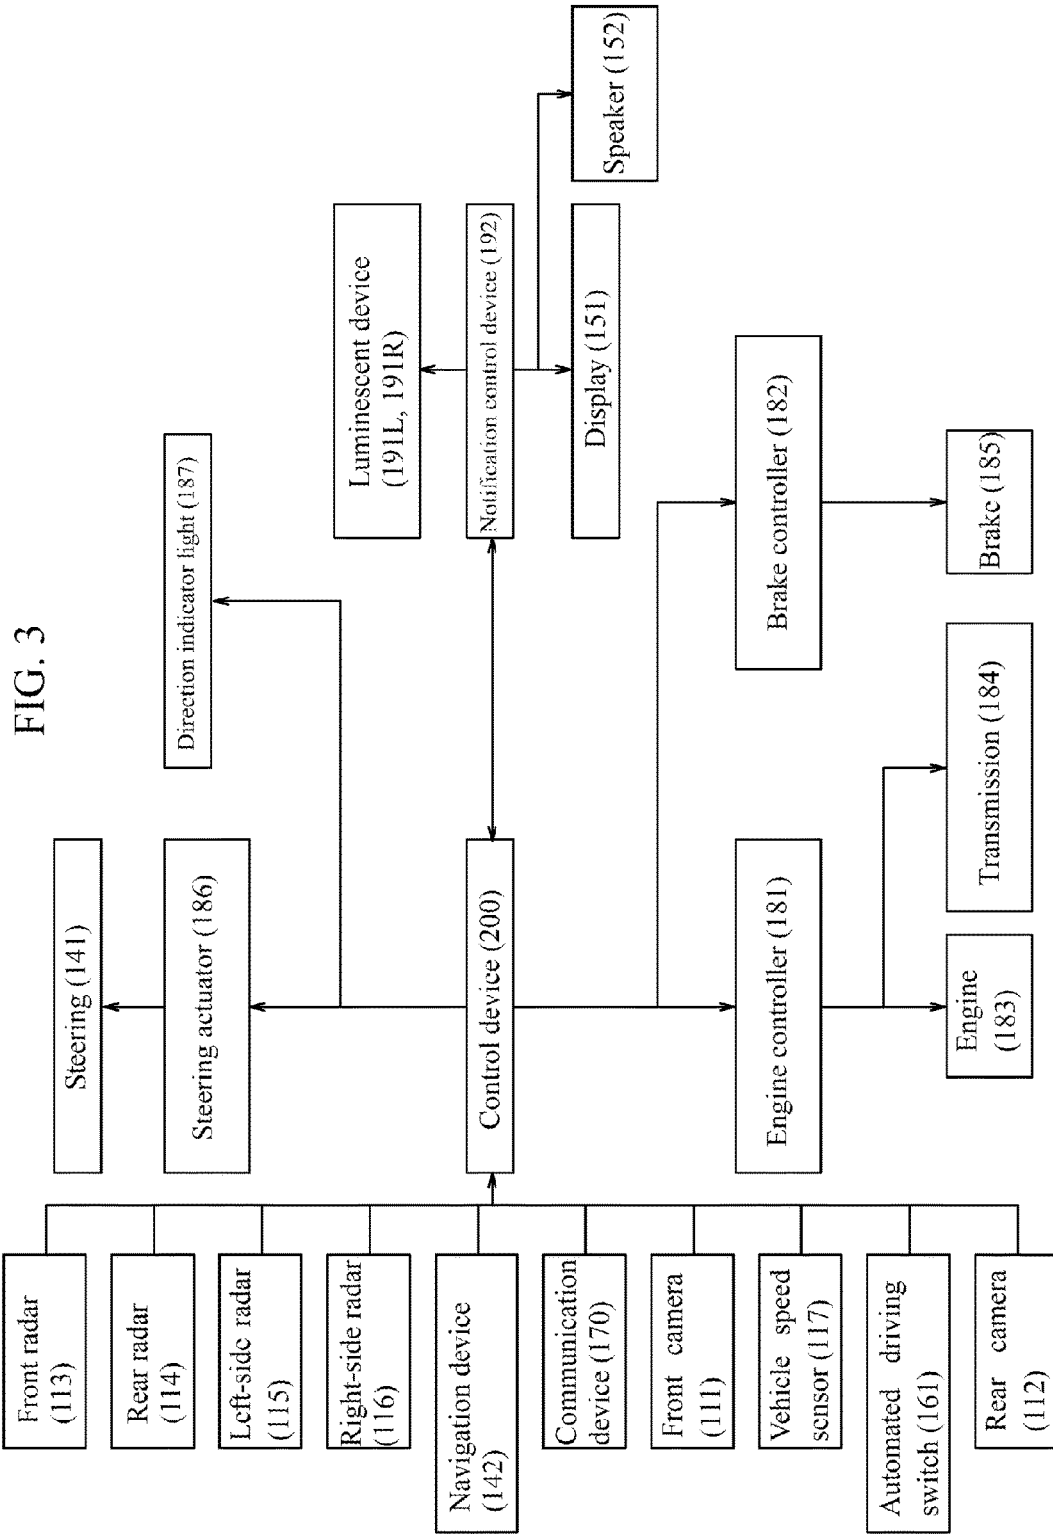 FIG. 3
Front radar
(113)
Rear radar
(114)
Left-side radar
(115)
Right-side radar
(116)
Navigation device
(142)
Communication
device (170)
Front camera
(111)
Vehicle speed
sensor (117)
Automated driving
switch (161)
Rear camera
(112)
Steering (141)
Steering actuator (186)
Control device (200)
Engine controller (181)
Engine
(183)
Transmission (184)
Direction indicator light (187)
Luminescent device
(191L, 191R)
Notification control device (192)
Display (151)
Speaker (152)
Brake controller (182)
Brake (185)